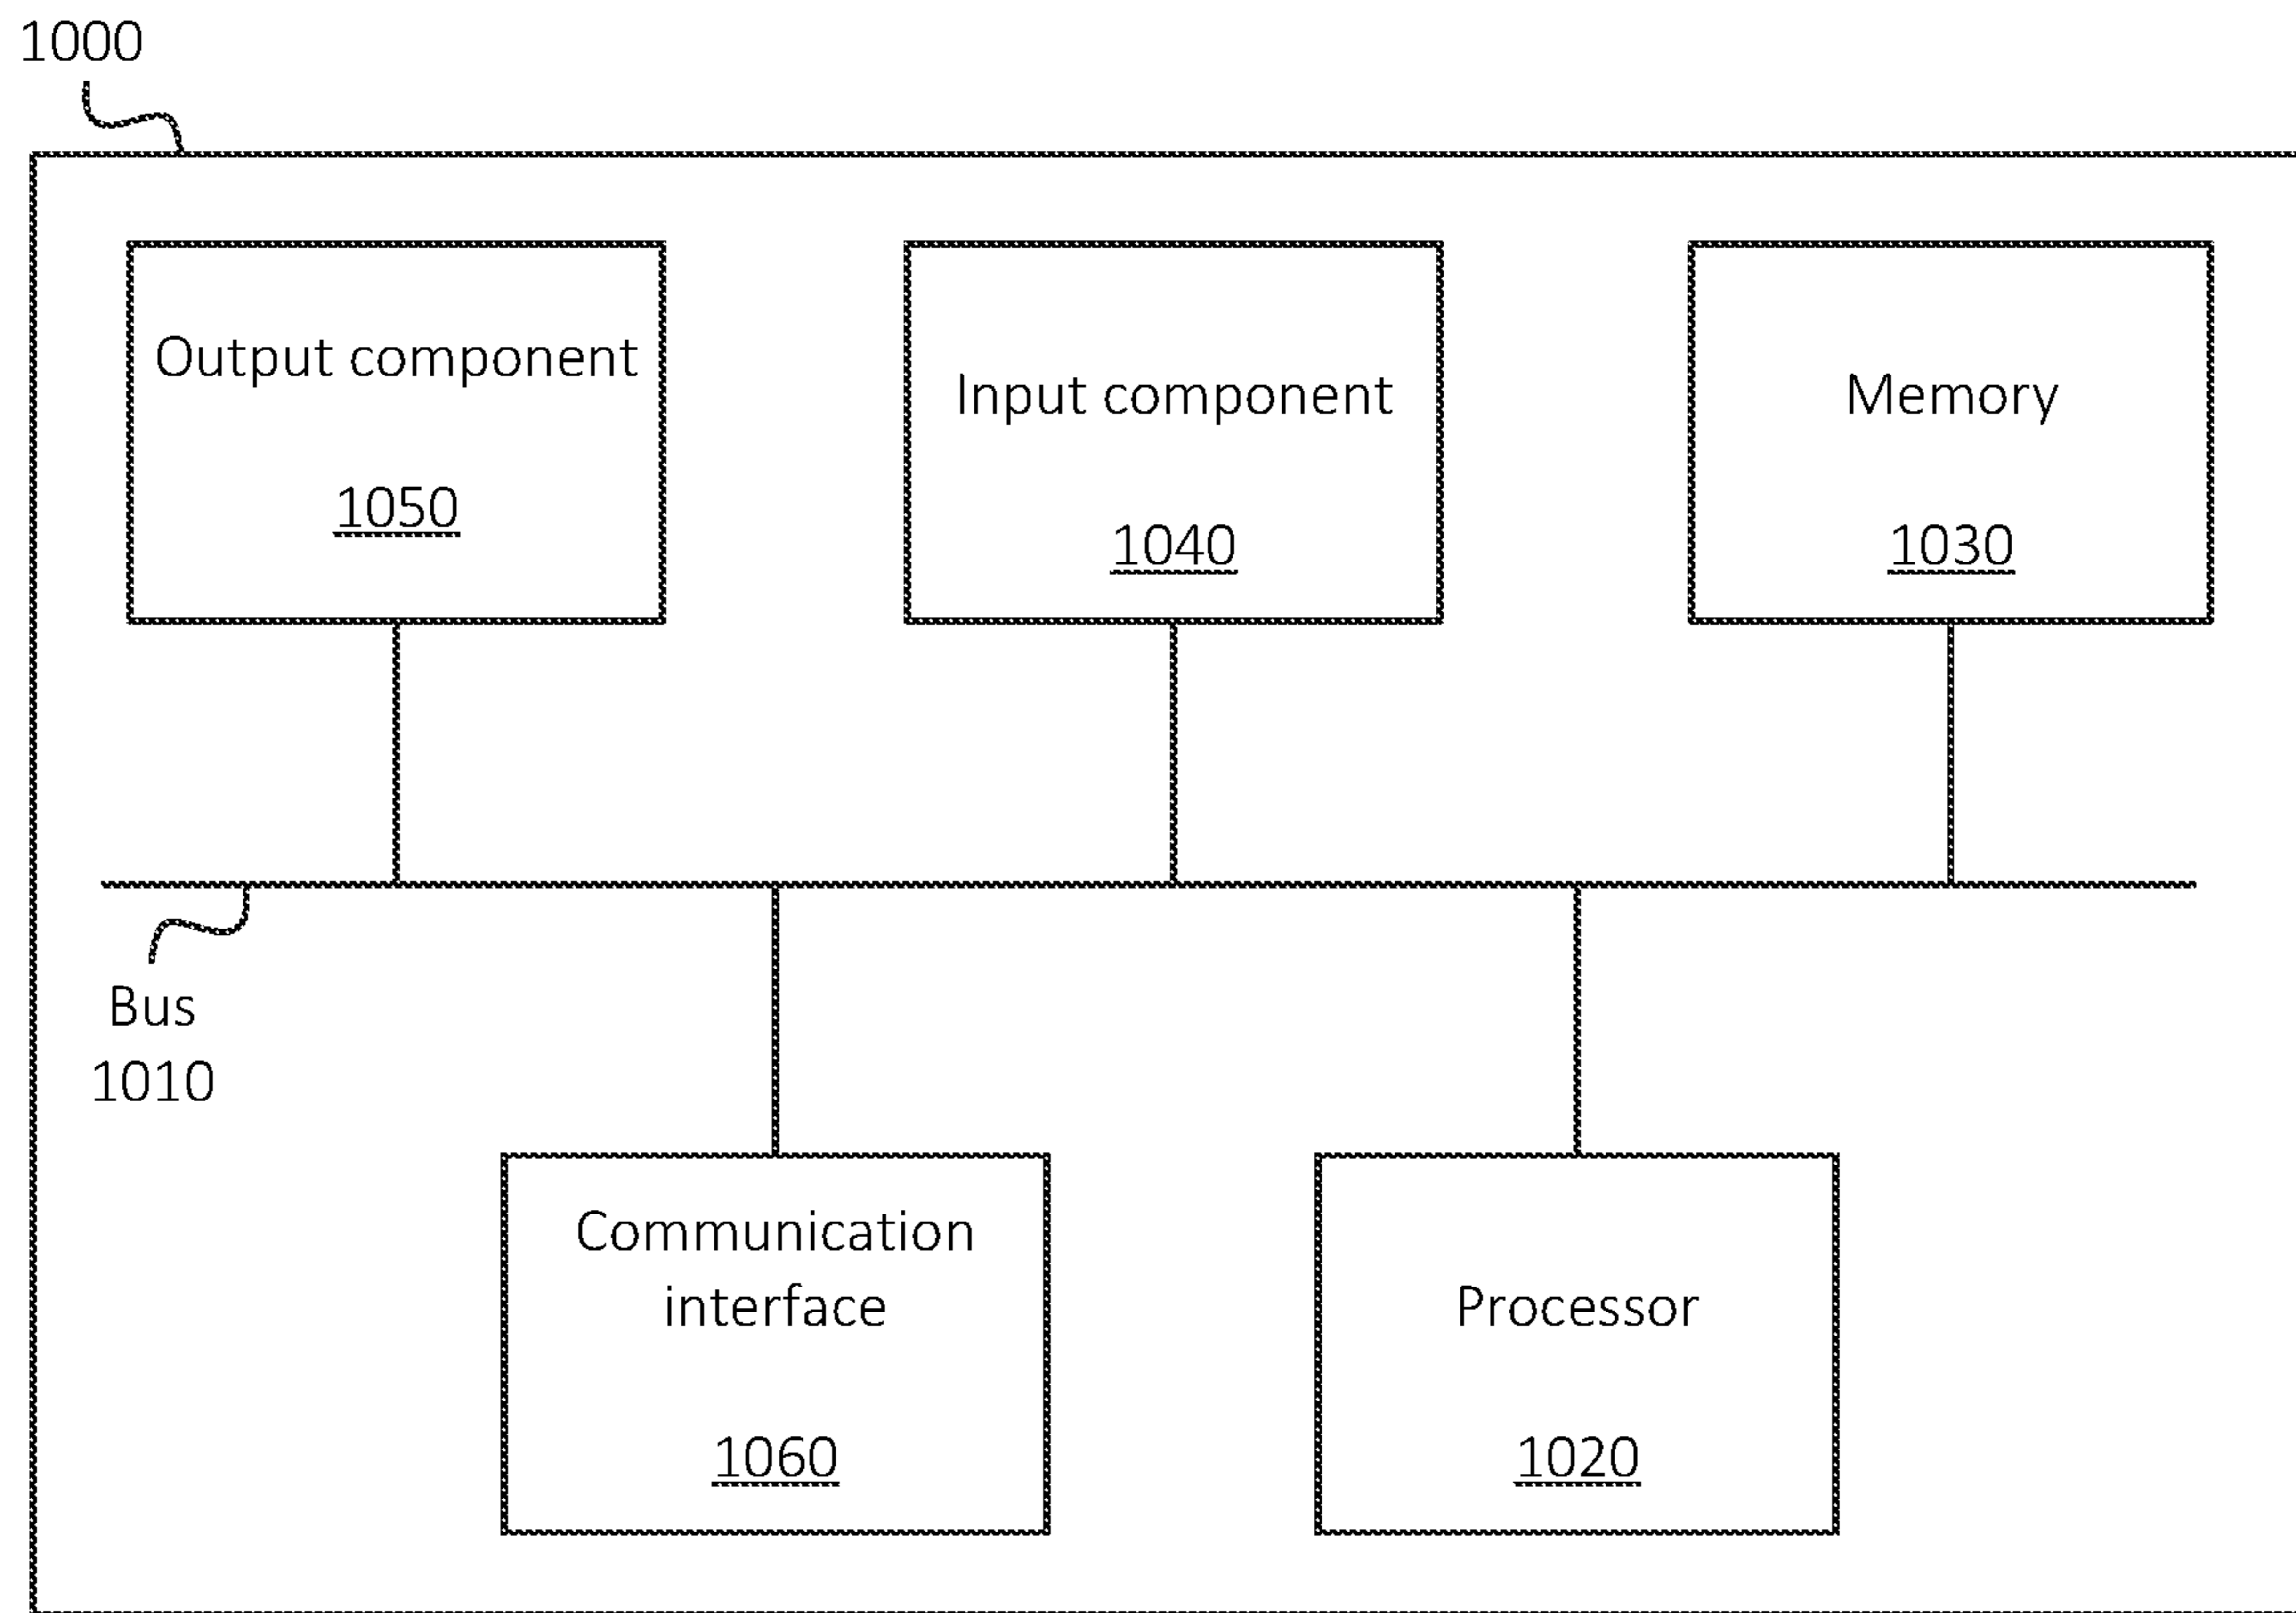 1000
Output component
1050
Input component
1040
Memory
1030
Bus
1010
Communication
interface
1060
Processor
1020